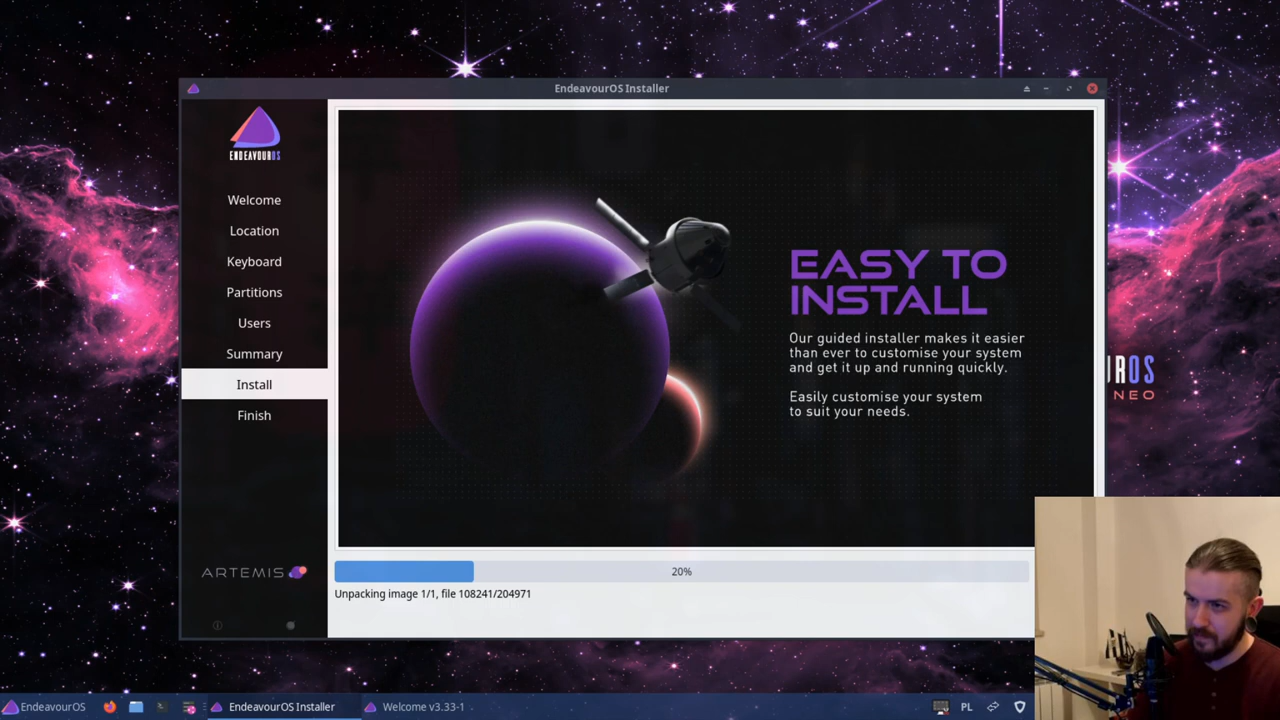 EndeavourOS Installer
ENDEAVOUROS
Welcome
Location
Keyboard
Partitions
Users
Summary
Install
Finish
ARTEMIS
EASY TO
INSTALL
Our guided installer makes it easier
than ever to customise your system
and get it up and running quickly.
Easily customise your system
to suit your needs.
20%
Unpacking image 1/1, file 108241/204971
UROS
NEO
EndeavourOS
EndeavourOS Installer
Welcome v3.33-1
PL